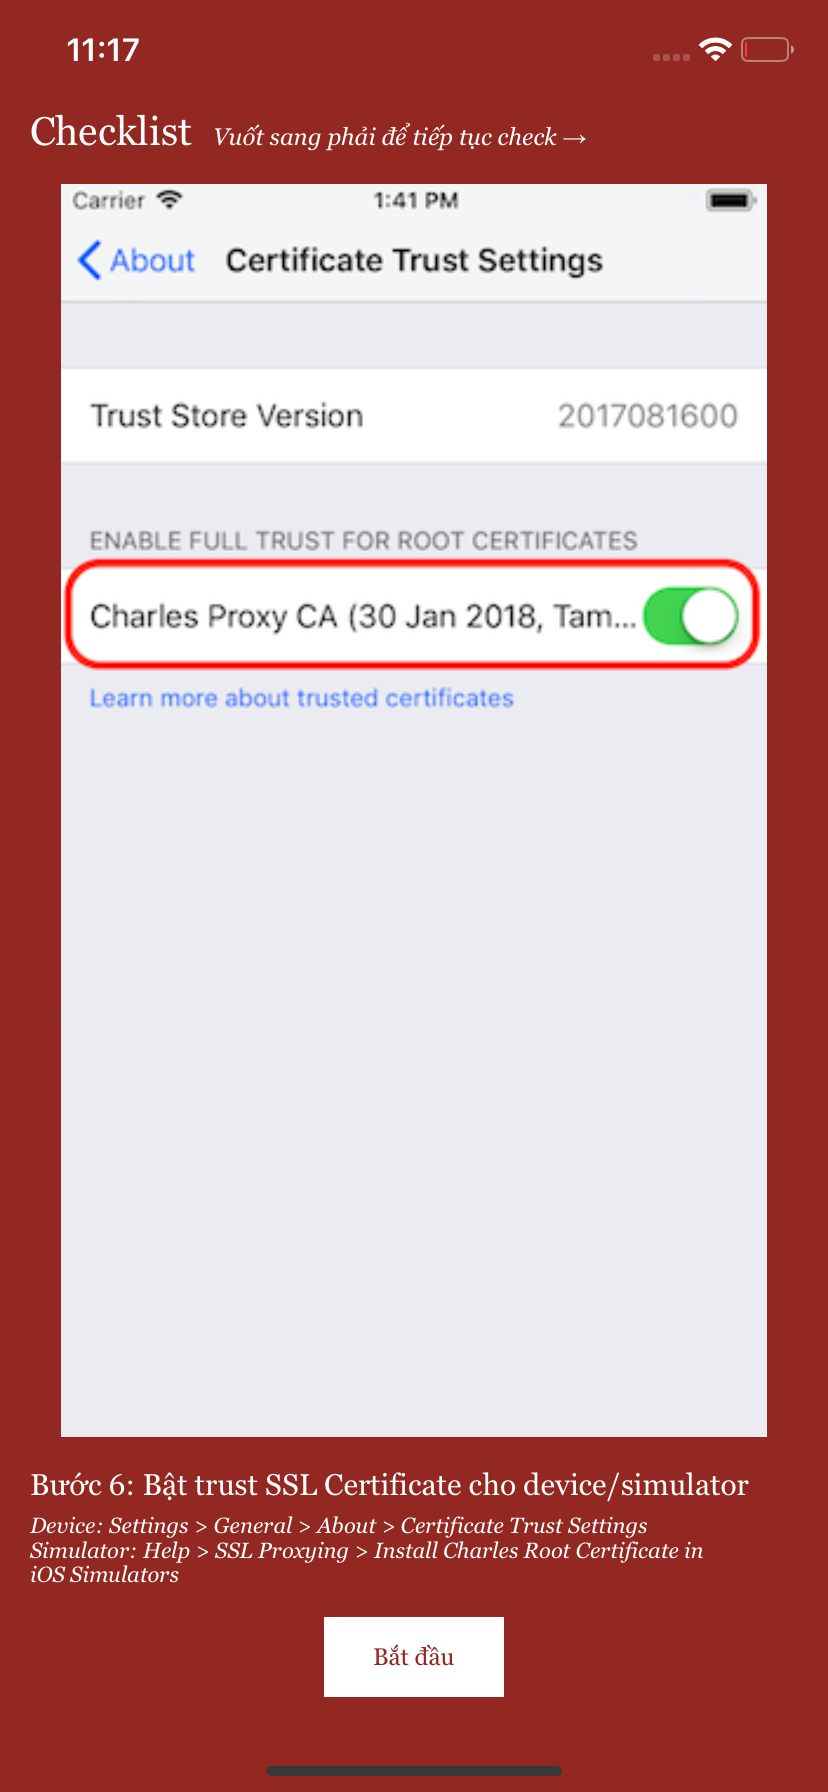 11:17
Checklist Vuốt sang phải để tiếp tục check →
Carrier 1:41 PM
About Certificate Trust Settings
Trust Store Version 2017081600
ENABLE FULL TRUST FOR ROOT CERTIFICATES
Charles Proxy CA (30 Jan 2018, Tam...
Learn more about trusted certificates
Bước 6: Bật trust SSL Certificate cho device/simulator
Device: Settings > General > About > Certificate Trust Settings
Simulator: Help > SSL Proxying > Install Charles Root Certificate in
iOS Simulators
Bắt đầu